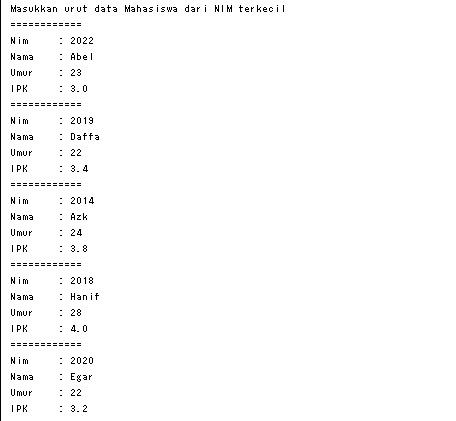 Masukkan urut data Mahasiswa dari NIM terkecil
============
Nim : 2022
Nama : Abel
Umur : 23
IPK : 3.0
============
Nim : 2019
Nama : Daffa
Umur : 22
IPK : 3.4
============
Nim : 2014
Nama : Azk
Umur : 24
IPK : 3.8
============
Nim : 2018
Nama : Hanif
Umur : 28
IPK : 4.0
============
Nim : 2020
Nama : Egar
Umur : 22
IPK : 3.2